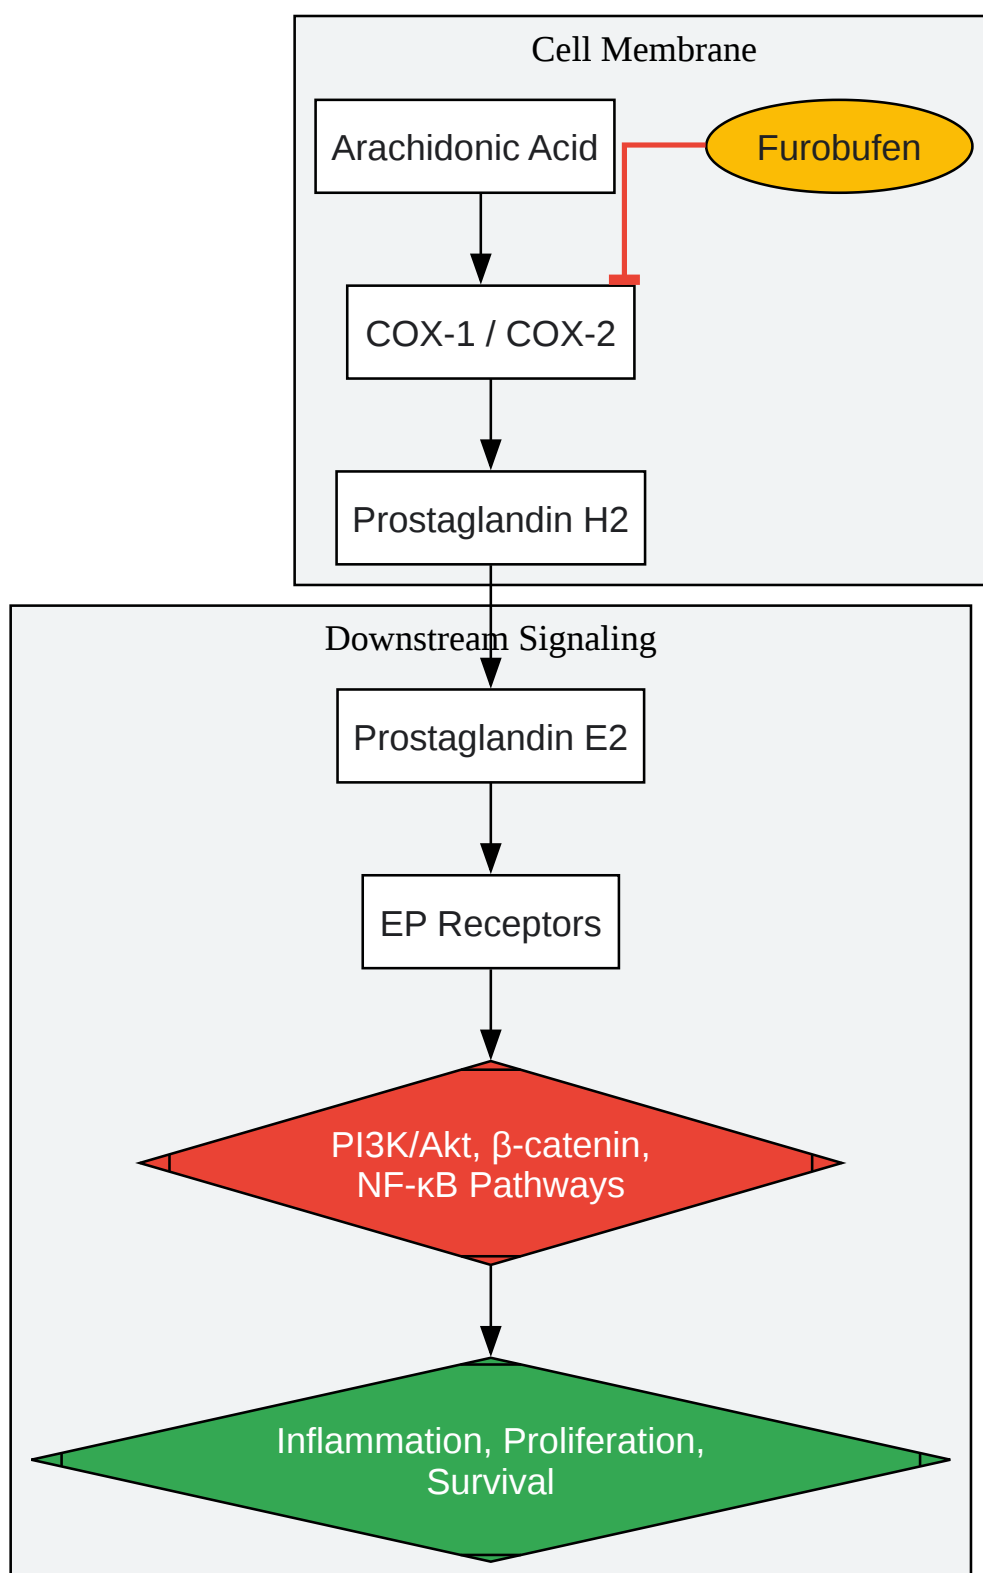 Cell Membrane
Arachidonic Acid
Furobufen
COX-1 / COX-2
Prostaglandin H2
Downstream Signaling
Prostaglandin E2
EP Receptors
PI3K/Akt, β-catenin,
NF-κB Pathways
Inflammation, Proliferation,
Survival